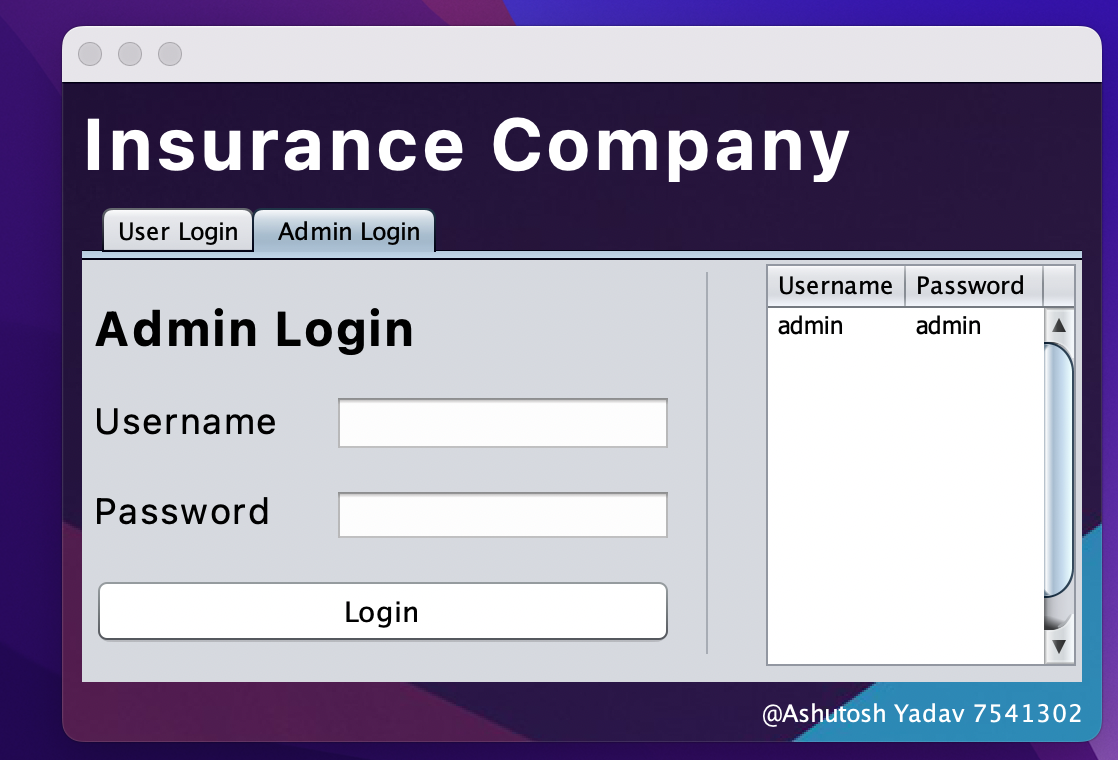 Insurance Company
User Login Admin Login
Admin Login
Username
Password
Login
Username Password
admin admin
@Ashutosh Yadav 7541302